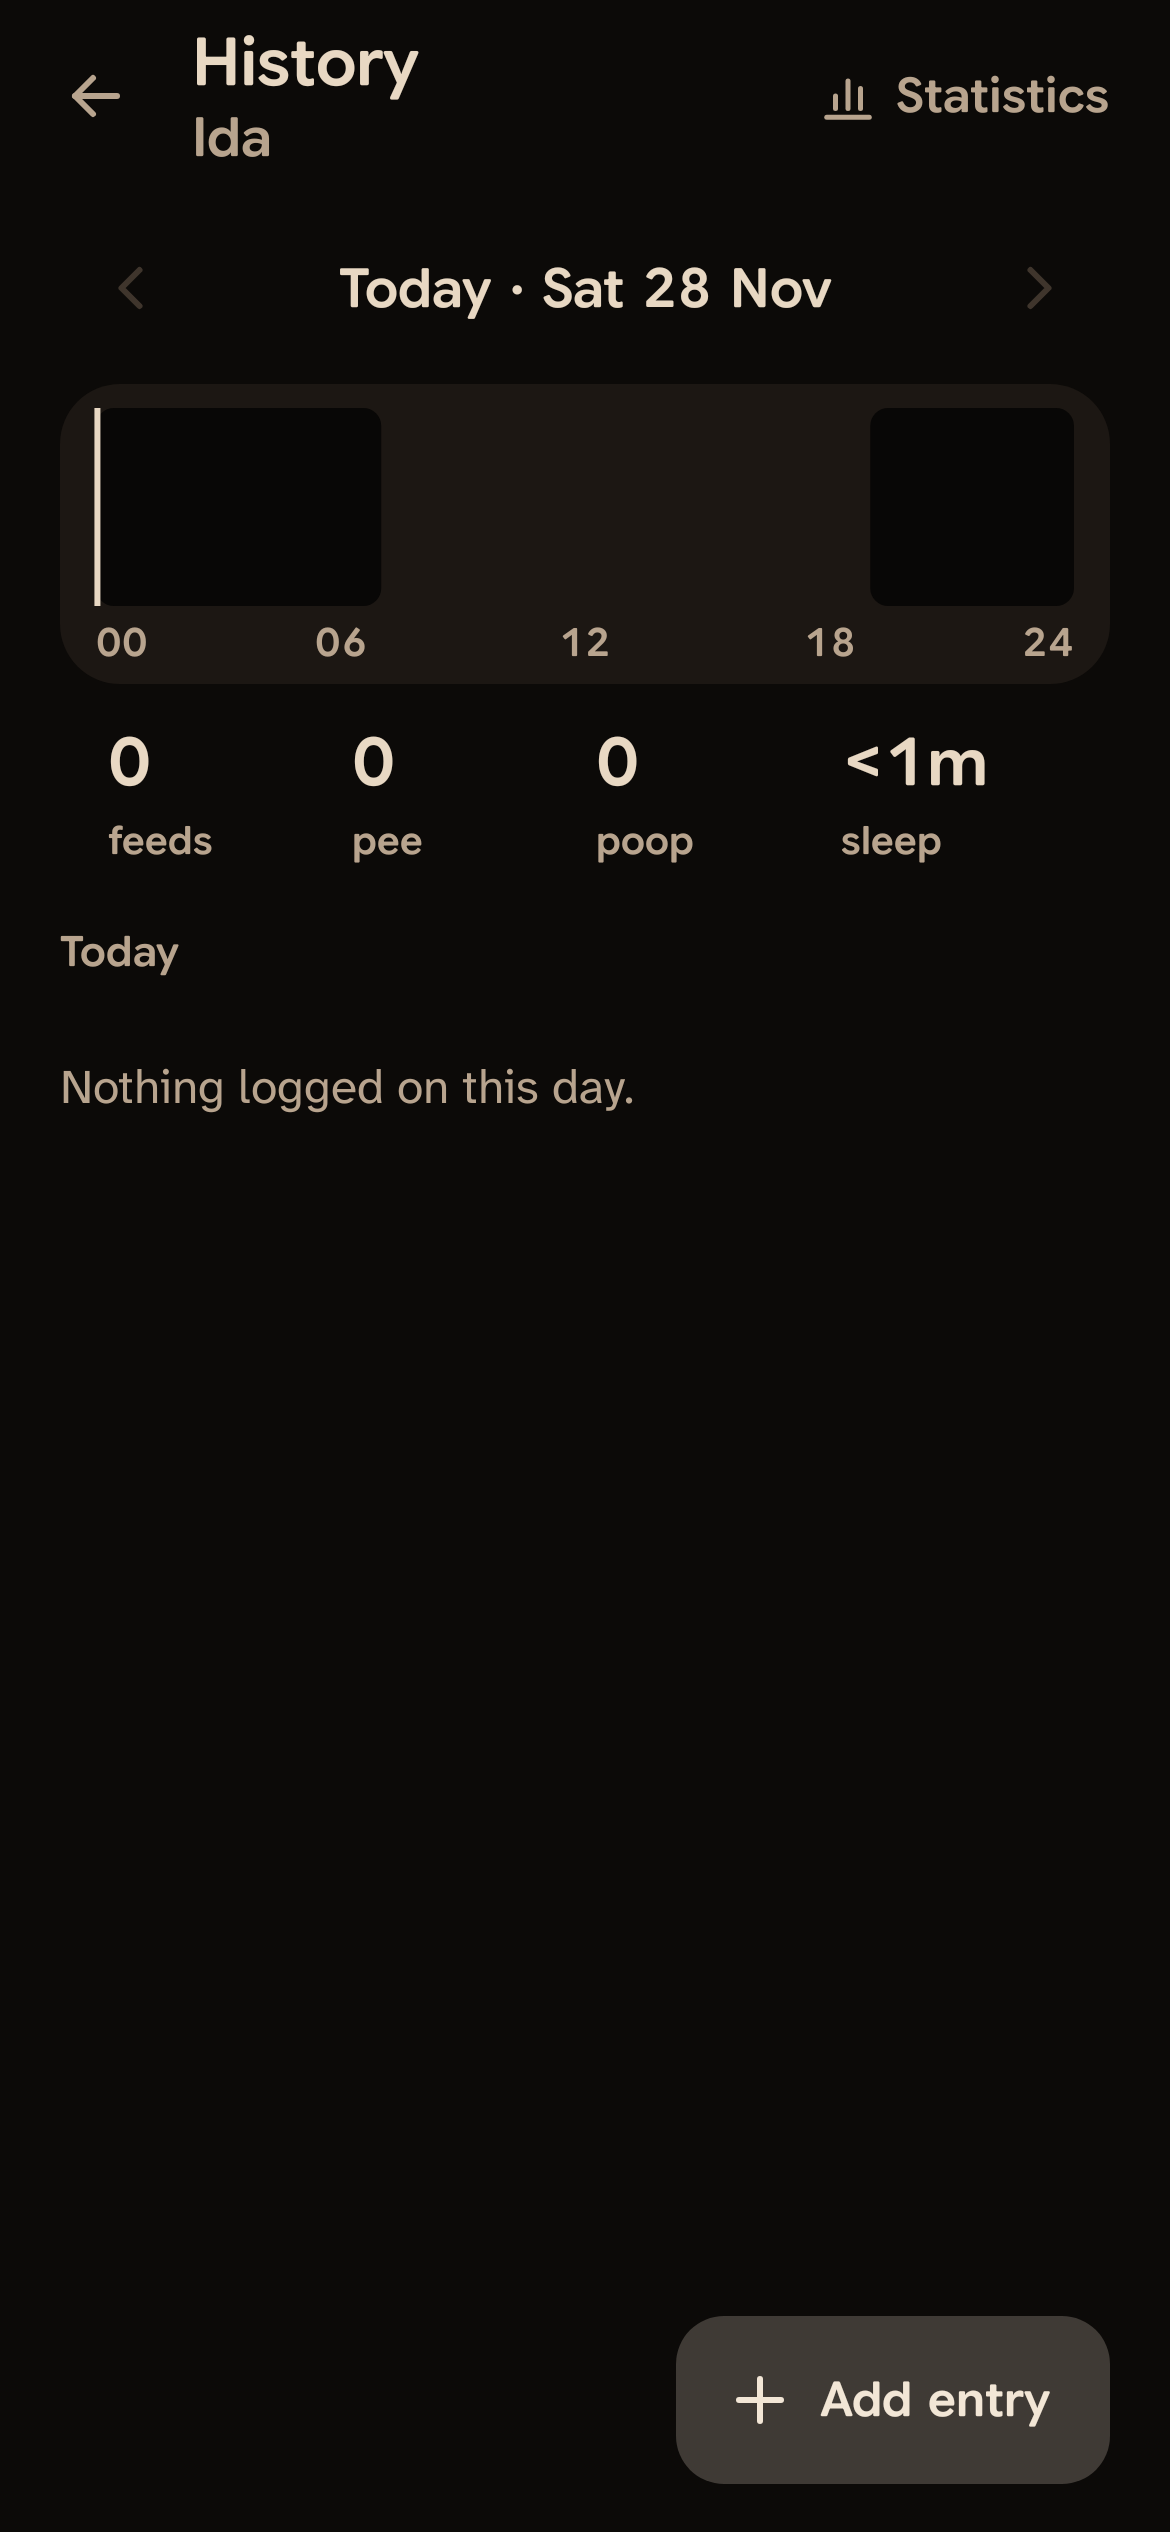 History
Ida
Statistics
Today · Sat 28 Nov
00 06 12 18 24
0 0 0 <1m
feeds pee poop sleep
Today
Nothing logged on this day.
Add entry